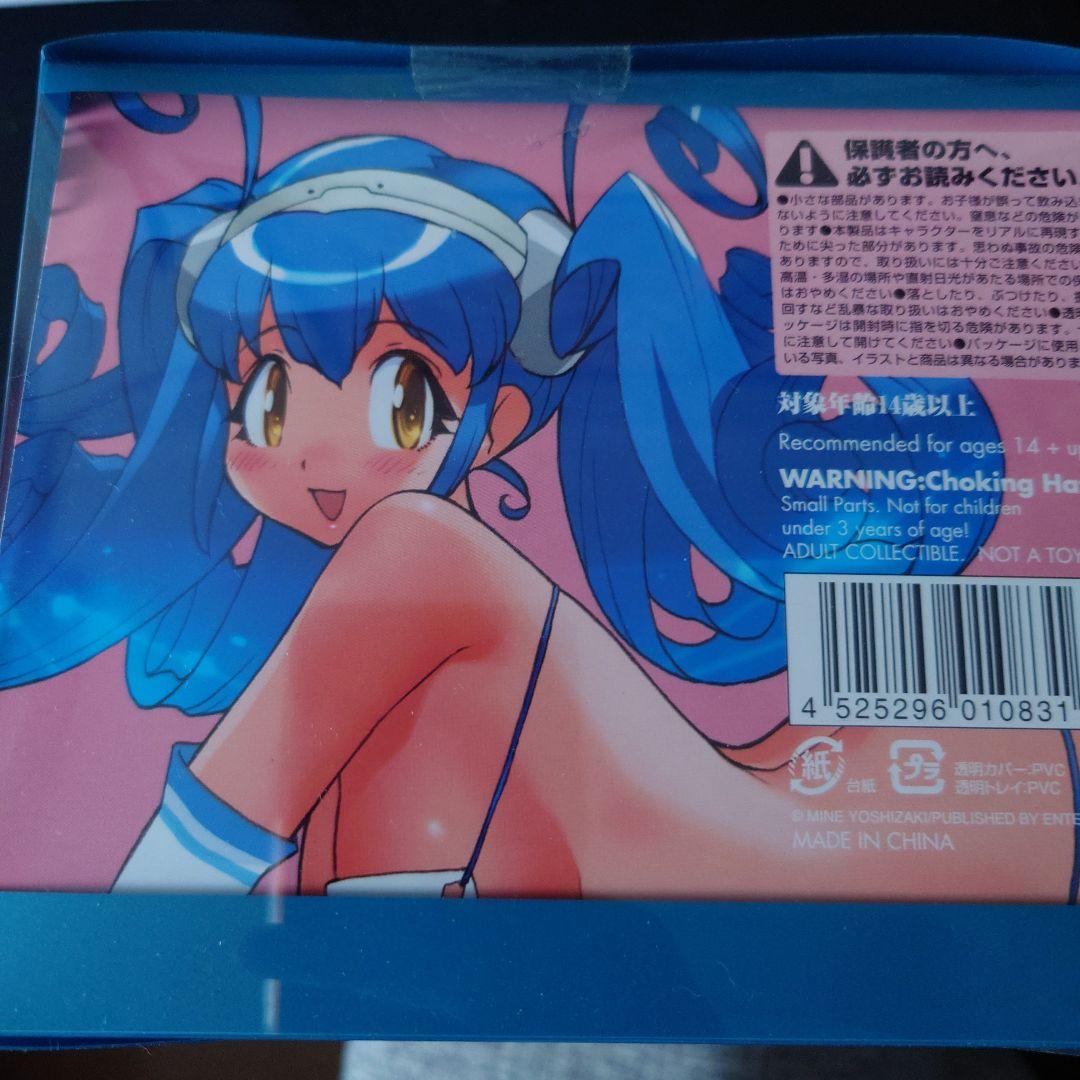 保護者の方へ、
必ずお読みください
●小さな部品があります。お子様が誤って飲み込
ないように注意してください。窒息などの危険が
ります●本製品はキャラクターをリアルに再現す
ために尖った部分があります。思わぬ事故の危険
ありますので、取り扱いには十分ご注意ください
高温・多湿の場所や直射日光があたる場所での
はおやめください●落としたり、ぶつけたり、
回すなど乱暴な取り扱いはおやめください●透明
ッケージは開封時に指を切る危険があります。
に注意して開けてください●パッケージに使用
いる写真、イラストと商品は異なる場合があります
対象年齢14歳以上
Recommended for ages 14 + u
WARNING:Choking Ha
Small Parts. Not for children
under 3 years of age!
ADULT COLLECTIBLE. NOT A TOY
4 525296 010831
紙 台紙 プラ 透明カバー:PVC
透明トレイ:PVC
© MINE YOSHIZAKI/PUBLISHED BY ENTE
MADE IN CHINA